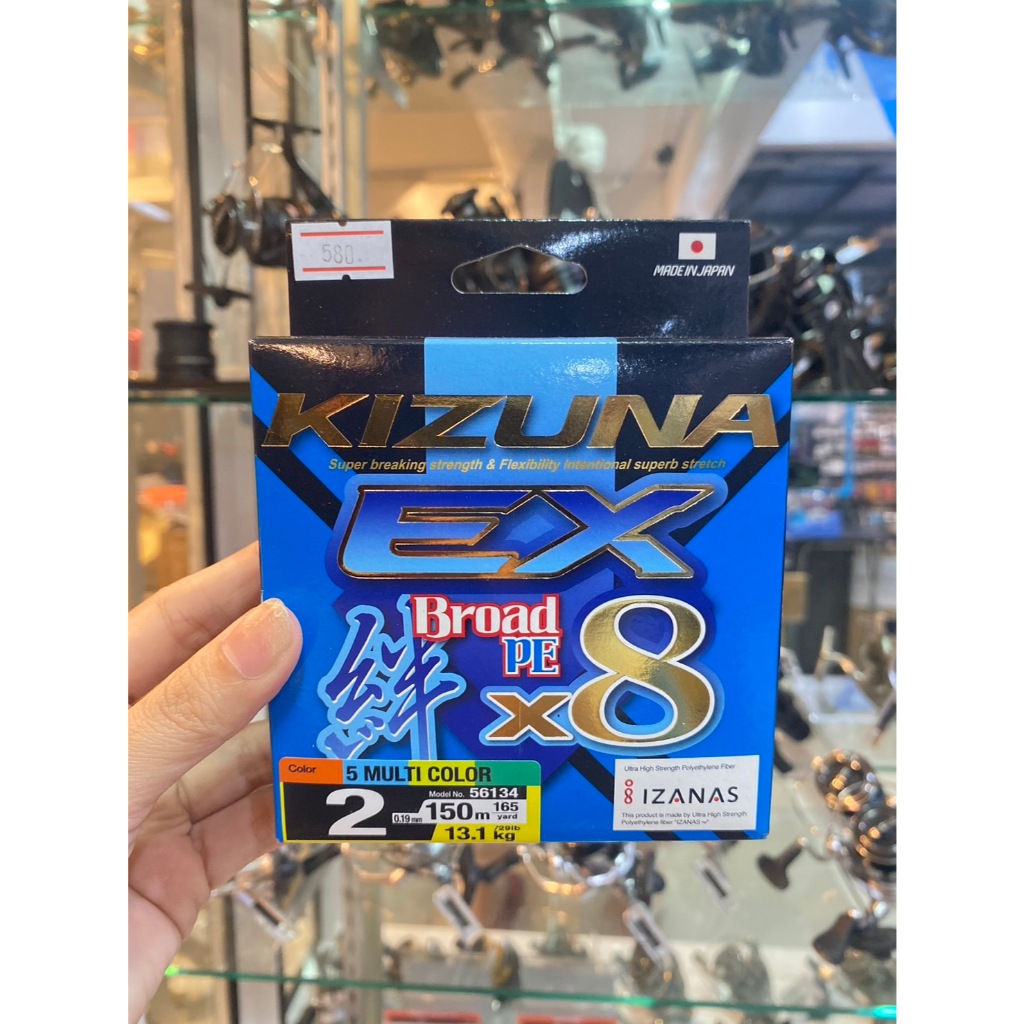 580.
MADE IN JAPAN
KIZUNA
Super breaking strength & Flexibility intentional superb stretch
EX
絆
Broad
PE
x8
Color
5 MULTI COLOR
Model No. 56134
2
0.19mm
150m
165 yard
13.1 kg
/29lb
Ultra High Strength Polyethylene Fiber
IZANAS
This product is made by Ultra High Strength
Polyethylene fiber "IZANAS ™"